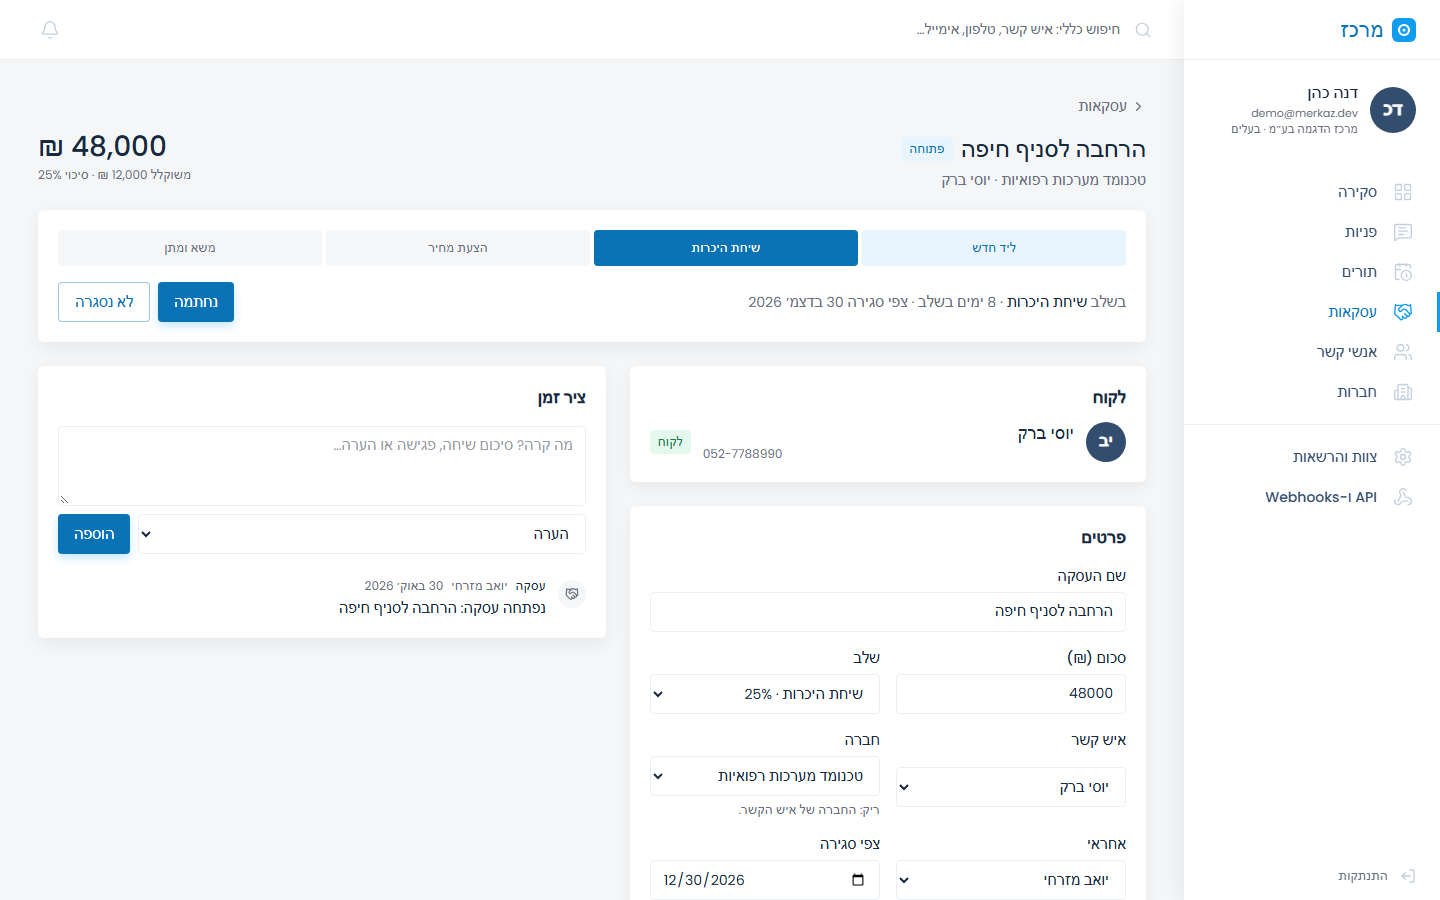 מרכז
דנה כהן
demo@merkaz.dev
מרכז הדגמה בע״מ · בעלים
סקירה
פניות
תורים
עסקאות
אנשי קשר
חברות
צוות והרשאות
API ו-Webhooks
התנתקות
חיפוש כללי: איש קשר, טלפון, אימייל...
עסקאות
הרחבה לסניף חיפה פתוחה
טכנומד מערכות רפואיות · יוסי ברק
48,000 ₪
משוקלל 12,000 ₪ · סיכוי 25%
ליד חדש
שיחת היכרות
הצעת מחיר
משא ומתן
בשלב שיחת היכרות · 8 ימים בשלב · צפי סגירה 30 בדצמ׳ 2026
נחתמה
לא נסגרה
לקוח
יב
יוסי ברק
052-7788990
לקוח
פרטים
שם העסקה
הרחבה לסניף חיפה
סכום (₪)
48000
שלב
שיחת היכרות · 25%
איש קשר
יוסי ברק
חברה
טכנומד מערכות רפואיות
ריק: החברה של איש הקשר.
אחראי
יואב מזרחי
צפי סגירה
12/30/2026
ציר זמן
מה קרה? סיכום שיחה, פגישה או הערה...
הערה
הוספה
עסקה יואב מזרחי 30 באוק׳ 2026
נפתחה עסקה: הרחבה לסניף חיפה
דכ